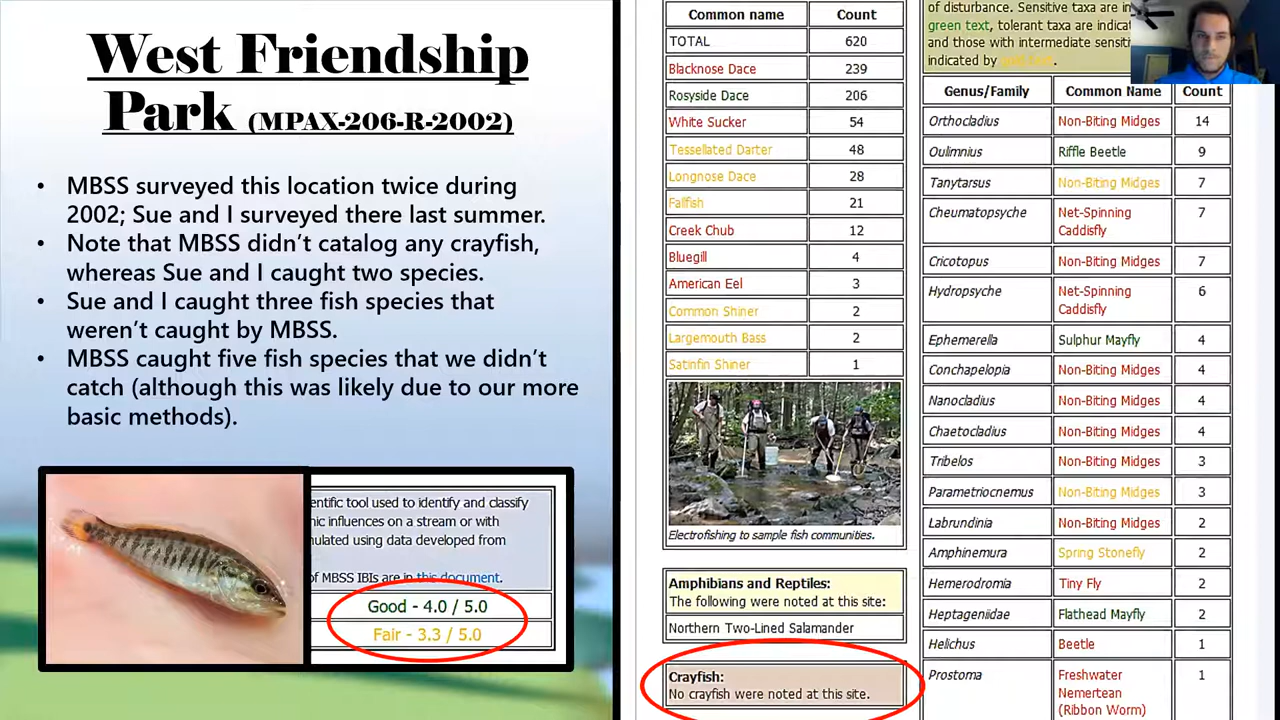 West Friendship
Park (MPAX-206-R-2002)
• MBSS surveyed this location twice during
2002; Sue and I surveyed there last summer.
• Note that MBSS didn’t catalog any crayfish,
whereas Sue and I caught two species.
• Sue and I caught three fish species that
weren’t caught by MBSS.
• MBSS caught five fish species that we didn’t
catch (although this was likely due to our more
basic methods).
entific tool used to identify and classify
ic influences on a stream or with
ulated using data developed from
of MBSS IBIs are in this document.
Good - 4.0 / 5.0
Fair - 3.3 / 5.0
Common name Count
TOTAL 620
Blacknose Dace 239
Rosyside Dace 206
White Sucker 54
Tessellated Darter 48
Longnose Dace 28
Fallfish 21
Creek Chub 12
Bluegill 4
American Eel 3
Common Shiner 2
Largemouth Bass 2
Satinfin Shiner 1
Electrofishing to sample fish communities.
Amphibians and Reptiles:
The following were noted at this site:
Northern Two-Lined Salamander
Crayfish:
No crayfish were noted at this site.
of disturbance. Sensitive taxa are in
green text, tolerant taxa are indicat
and those with intermediate sensiti
indicated by gold text.
Genus/Family Common Name Count
Orthocladius Non-Biting Midges 14
Oulimnius Riffle Beetle 9
Tanytarsus Non-Biting Midges 7
Cheumatopsyche Net-Spinning 7
Caddisfly
Cricotopus Non-Biting Midges 7
Hydropsyche Net-Spinning 6
Caddisfly
Ephemerella Sulphur Mayfly 4
Conchapelopia Non-Biting Midges 4
Nanocladius Non-Biting Midges 4
Chaetocladius Non-Biting Midges 4
Tribelos Non-Biting Midges 3
Parametriocnemus Non-Biting Midges 3
Labrundinia Non-Biting Midges 2
Amphinemura Spring Stonefly 2
Hemerodromia Tiny Fly 2
Heptageniidae Flathead Mayfly 2
Helichus Beetle 1
Prostoma Freshwater 1
Nemertean
(Ribbon Worm)